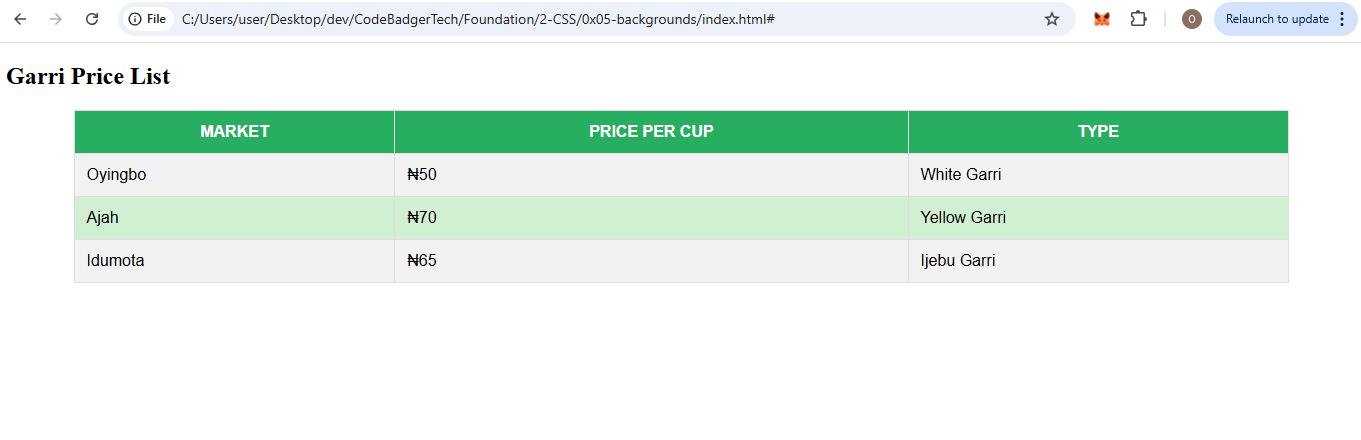 File C:/Users/user/Desktop/dev/CodeBadgerTech/Foundation/2-CSS/0x05-backgrounds/index.html# O Relaunch to update
Garri Price List
MARKET PRICE PER CUP TYPE
Oyingbo ₦50 White Garri
Ajah ₦70 Yellow Garri
Idumota ₦65 Ijebu Garri